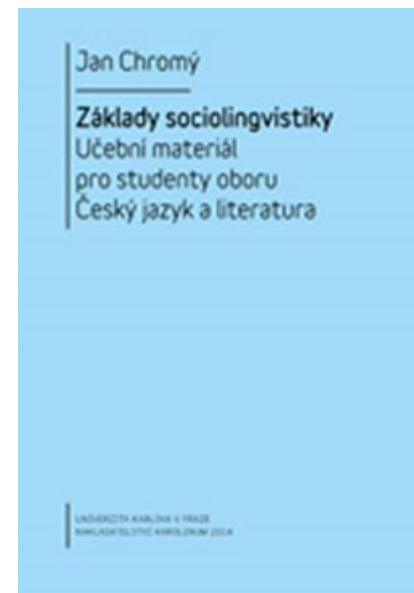 Jan Chromý
Základy sociolingvistiky
Učební materiál
pro studenty oboru
Český jazyk a literatura
UNIVERZITA KARLOVA V PRAZE
NAKLADATELSTVÍ KAROLINUM 2014